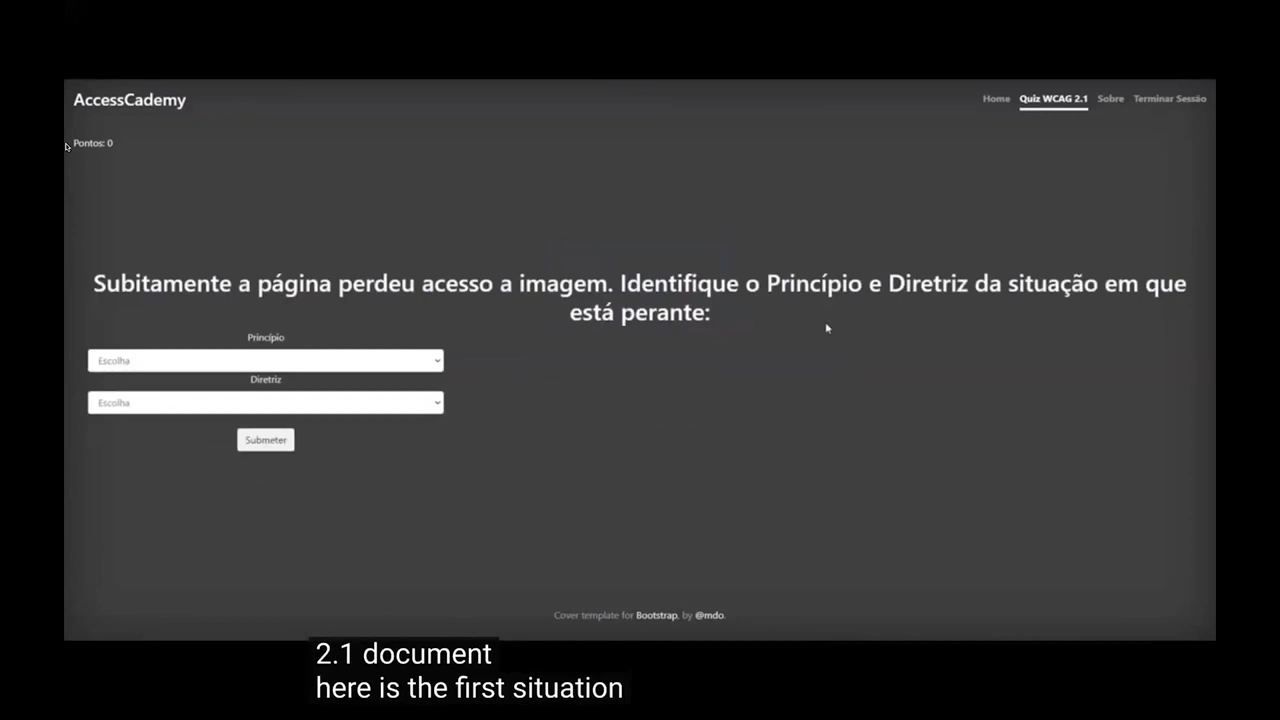 AccessCademy
Home Quiz WCAG 2.1 Sobre Terminar Sessão
Pontos: 0
Subitamente a página perdeu acesso a imagem. Identifique o Princípio e Diretriz da situação em que
está perante:
Princípio
Escolha
Diretriz
Escolha
Submeter
Cover template for Bootstrap, by @mdo.
2.1 document
here is the first situation